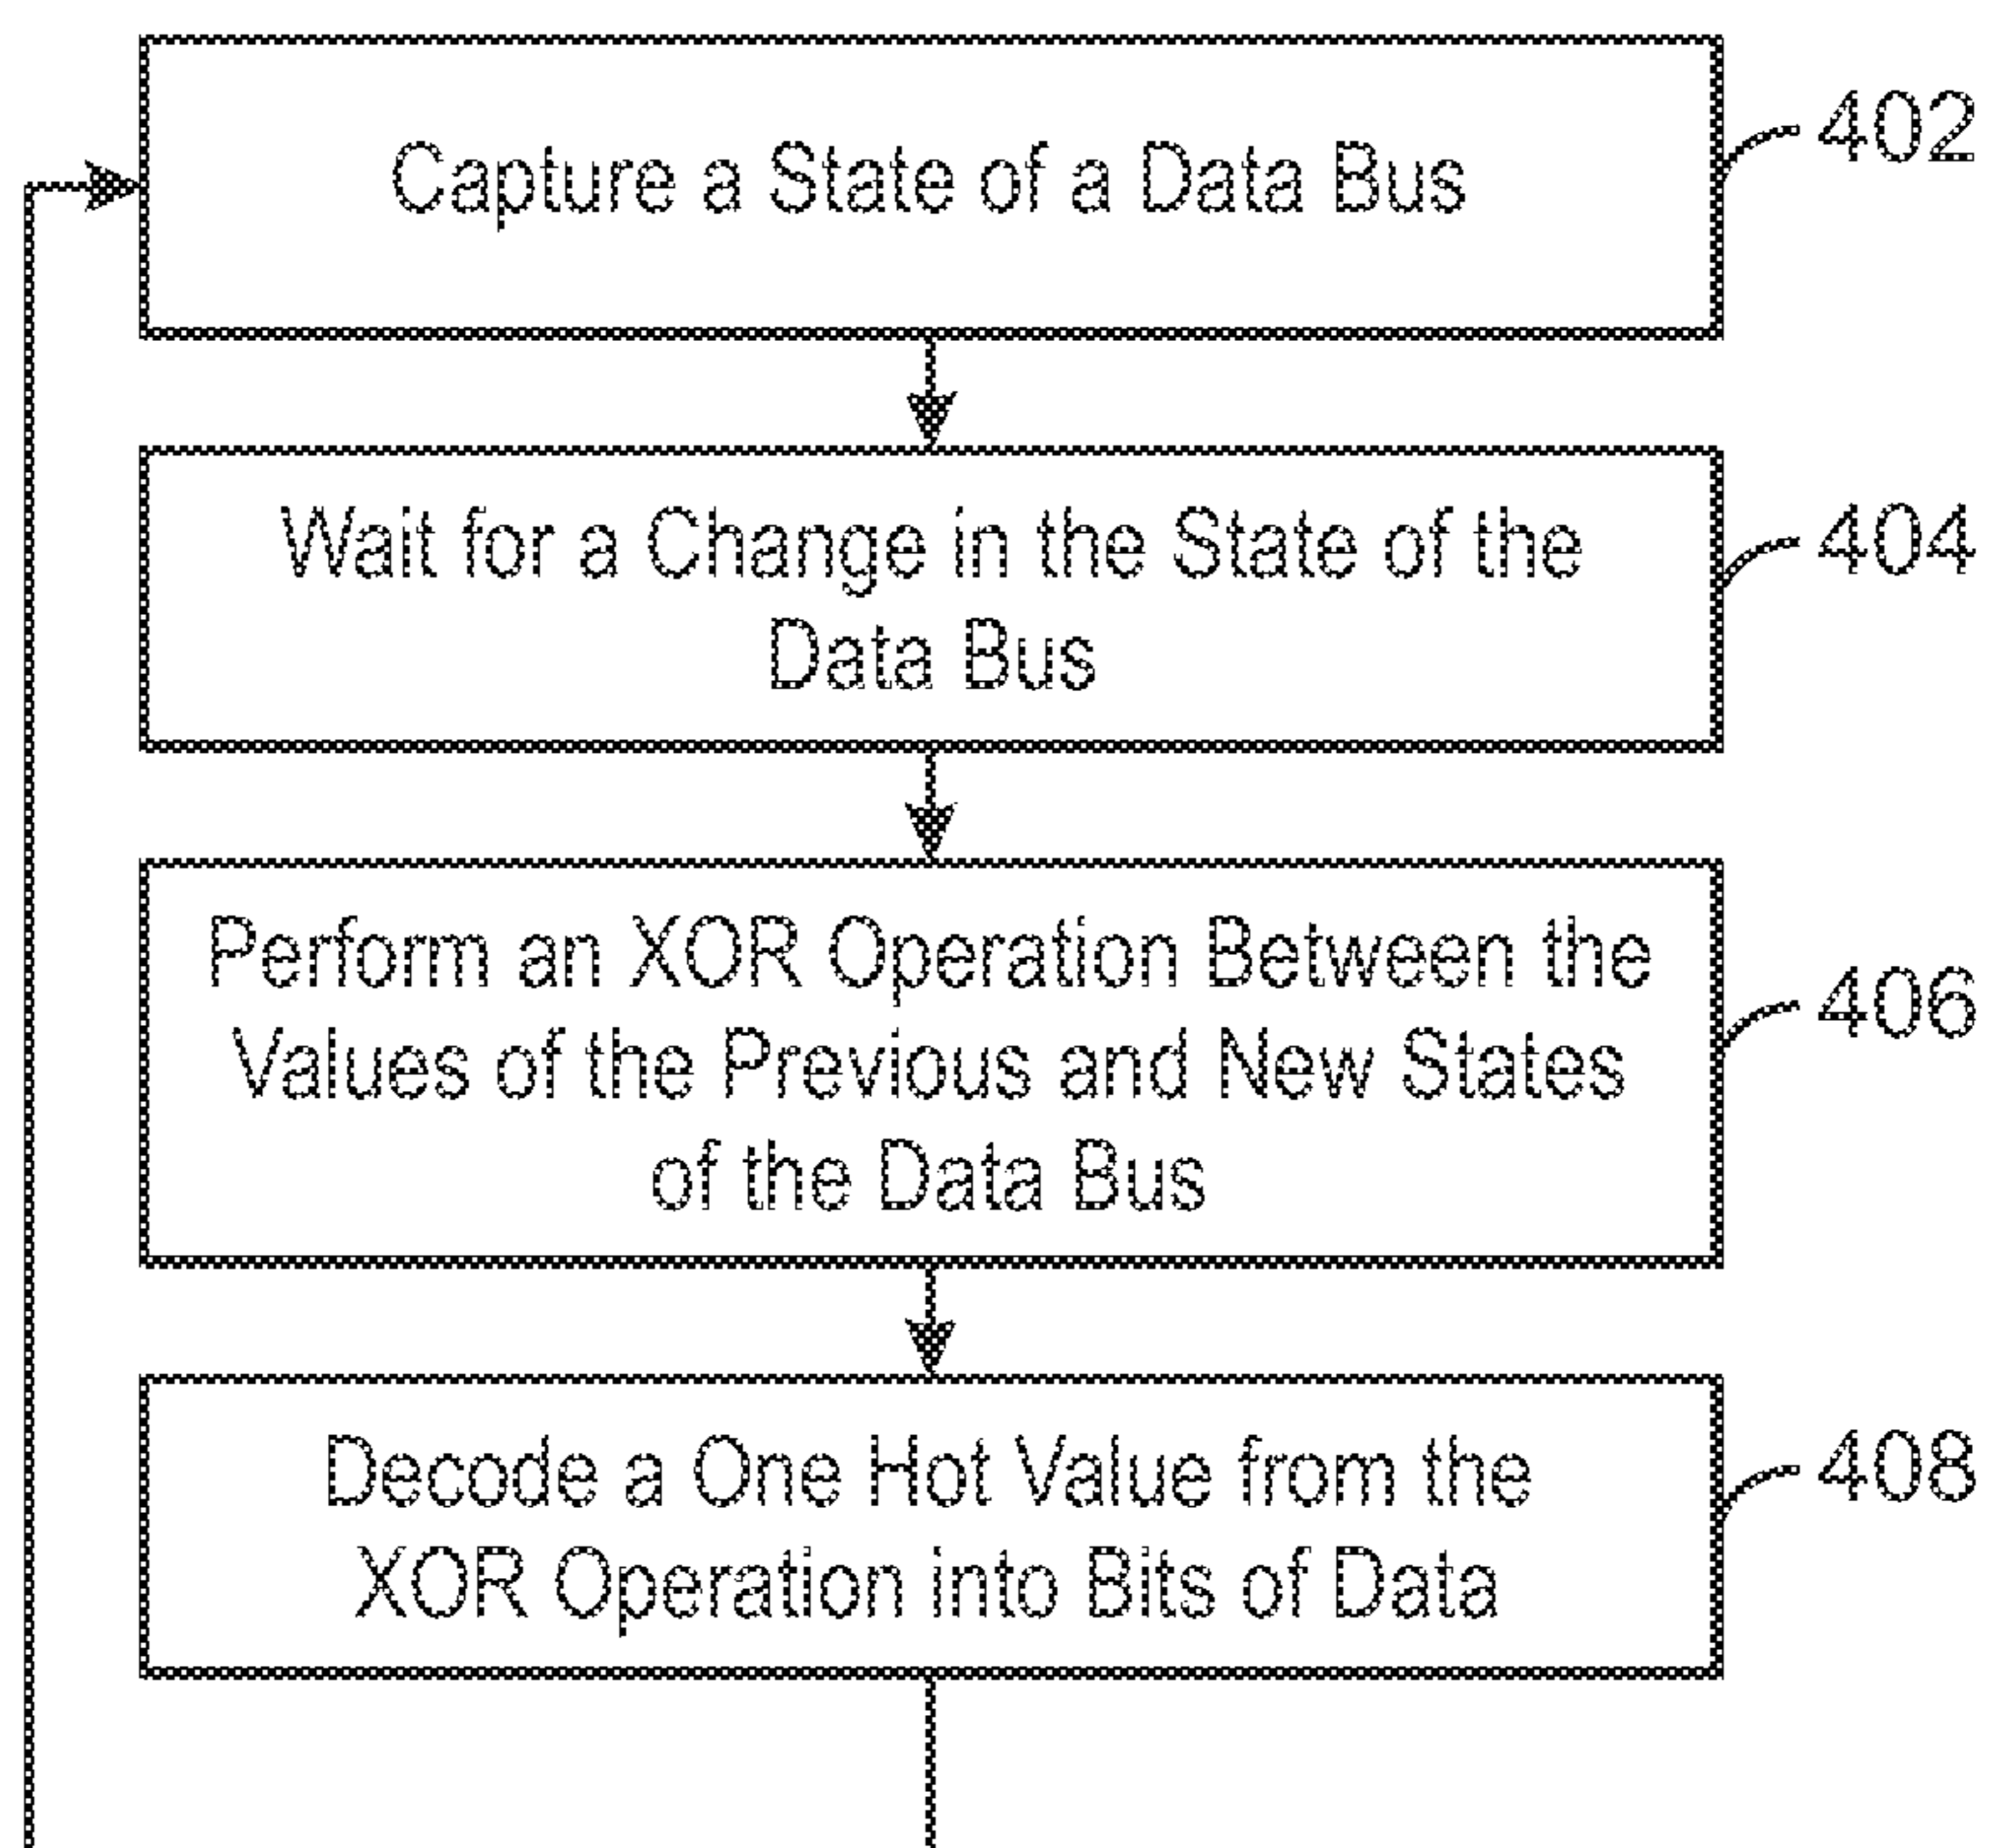 Capture a State of a Data Bus
402
Wait for a Change in the State of the
Data Bus
404
Perform an XOR Operation Between the
Values of the Previous and New States
of the Data Bus
406
Decode a One Hot Value from the
XOR Operation into Bits of Data
408